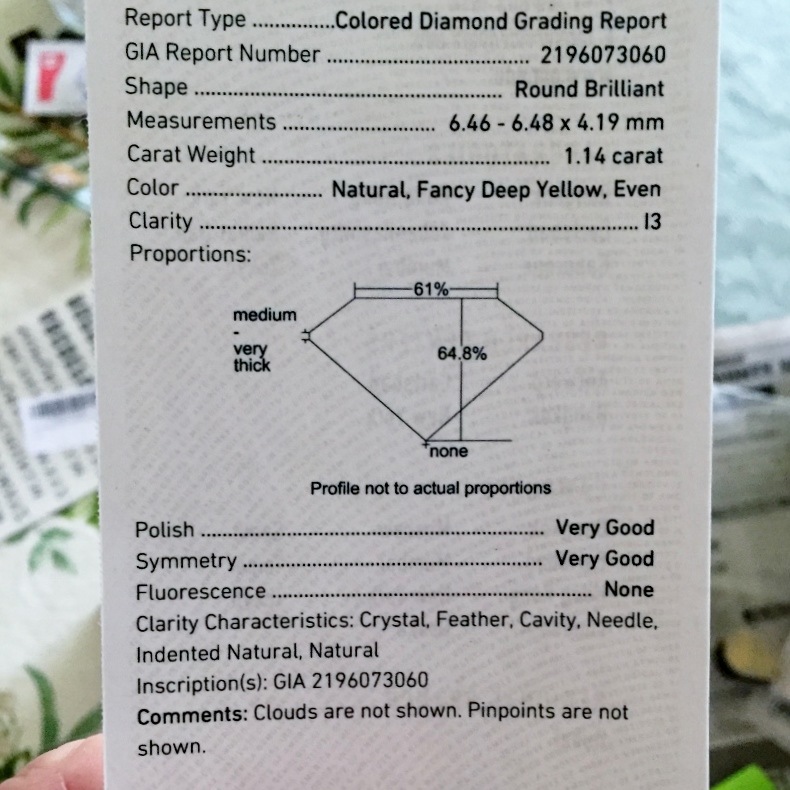 Report Type ..............Colored Diamond Grading Report
GIA Report Number .................................. 2196073060
Shape ..................................................... Round Brilliant
Measurements .......................... 6.46 - 6.48 x 4.19 mm
Carat Weight .................................................. 1.14 carat
Color ....................... Natural, Fancy Deep Yellow, Even
Clarity ........................................................................... I3
Proportions:
61%
medium
-
very
thick
64.8%
none
Profile not to actual proportions
Polish .......................................................... Very Good
Symmetry .................................................. Very Good
Fluorescence ...................................................... None
Clarity Characteristics: Crystal, Feather, Cavity, Needle,
Indented Natural, Natural
Inscription(s): GIA 2196073060
Comments: Clouds are not shown. Pinpoints are not
shown.